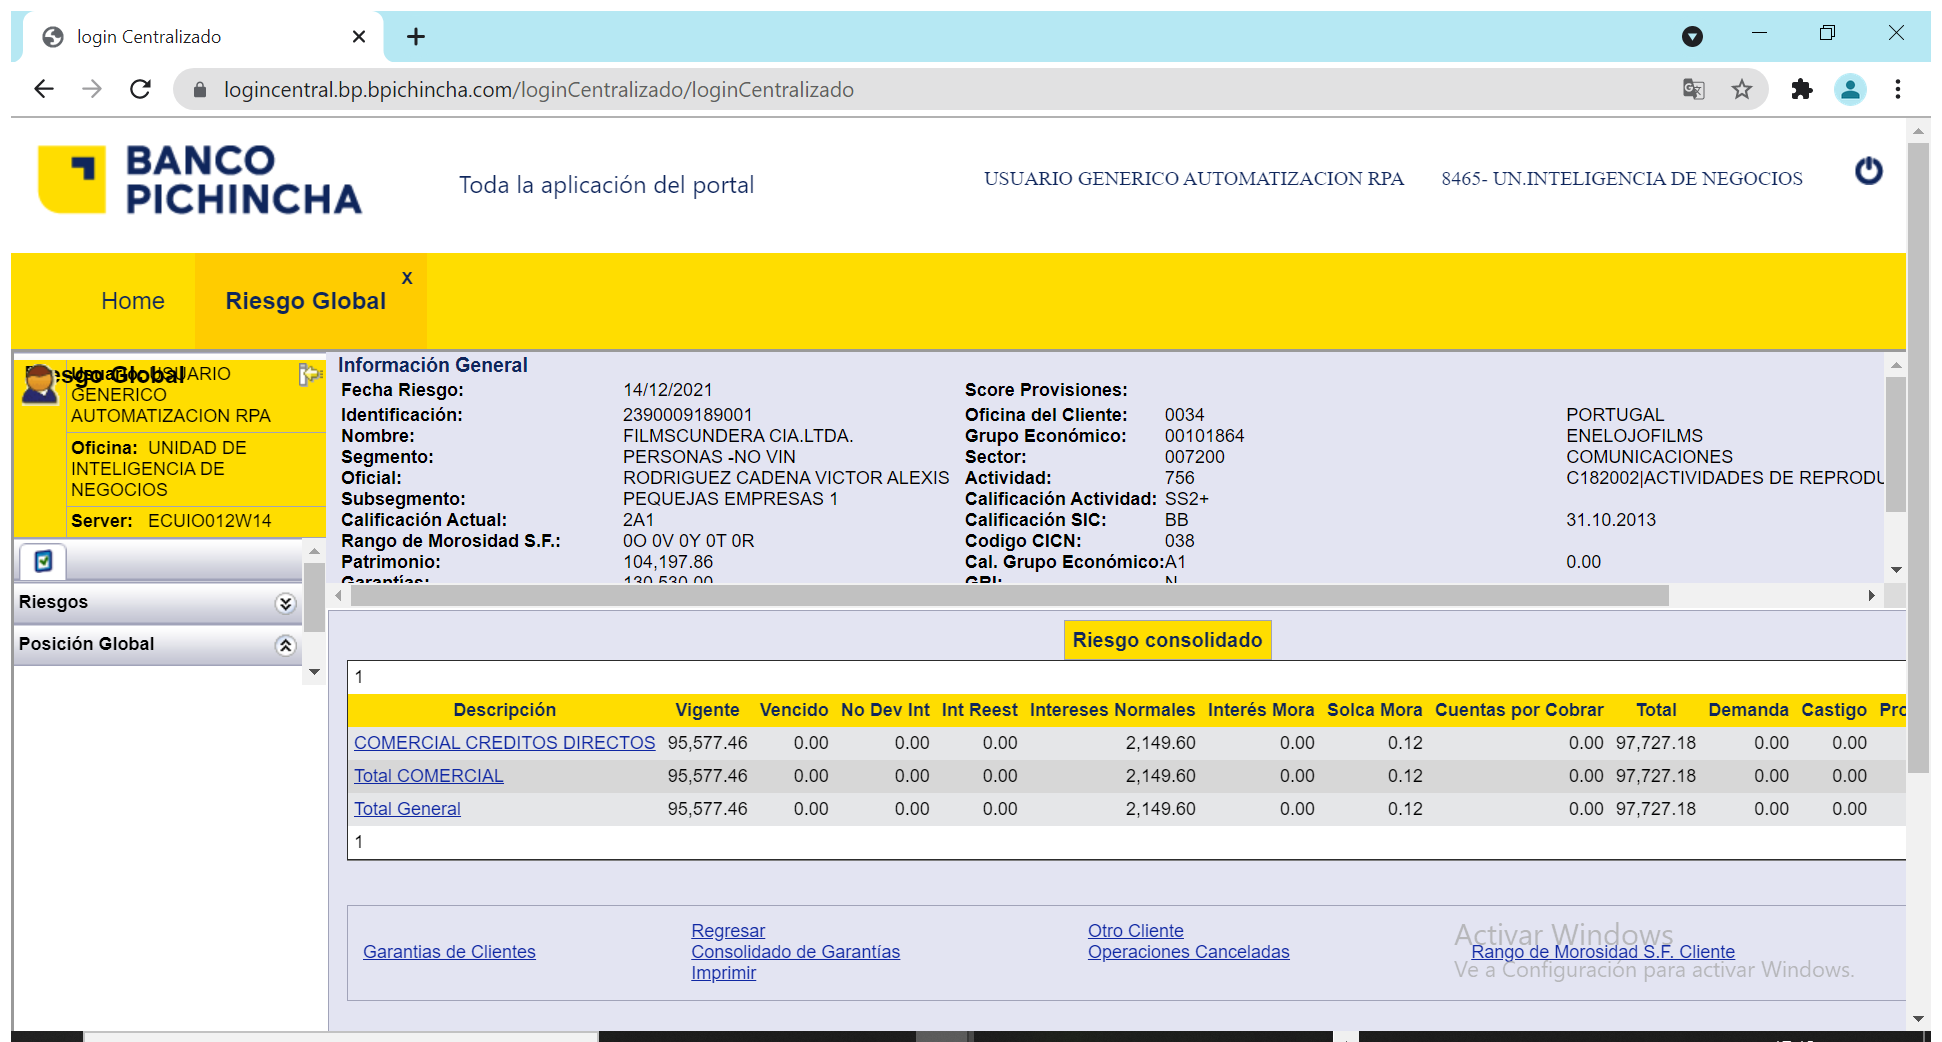 login Centralizado
logincentral.bp.bpichincha.com/loginCentralizado/loginCentralizado
BANCO
PICHINCHA
Toda la aplicación del portal
USUARIO GENERICO AUTOMATIZACION RPA
8465- UN.INTELIGENCIA DE NEGOCIOS
Home
Riesgo Global
x
Riesgo Global
Usuario: USUARIO
GENERICO
AUTOMATIZACION RPA
Oficina: UNIDAD DE
INTELIGENCIA DE
NEGOCIOS
Server: ECUIO012W14
Riesgos
Posición Global
Información General
Fecha Riesgo: 14/12/2021 Score Provisiones:
Identificación: 2390009189001 Oficina del Cliente: 0034 PORTUGAL
Nombre: FILMSCUNDERA CIA.LTDA. Grupo Económico: 00101864 ENELOJOFILMS
Segmento: PERSONAS -NO VIN Sector: 007200 COMUNICACIONES
Oficial: RODRIGUEZ CADENA VICTOR ALEXIS Actividad: 756 C182002|ACTIVIDADES DE REPRODU
Subsegmento: PEQUEJAS EMPRESAS 1 Calificación Actividad: SS2+
Calificación Actual: 2A1 Calificación SIC: BB 31.10.2013
Rango de Morosidad S.F.: 0O 0V 0Y 0T 0R Codigo CICN: 038
Patrimonio: 104,197.86 Cal. Grupo Económico:A1 0.00
Garantías: 130,530.00 GRI: N
Riesgo consolidado
1
Descripción Vigente Vencido No Dev Int Int Reest Intereses Normales Interés Mora Solca Mora Cuentas por Cobrar Total Demanda Castigo Pro
COMERCIAL CREDITOS DIRECTOS 95,577.46 0.00 0.00 0.00 2,149.60 0.00 0.12 0.00 97,727.18 0.00 0.00
Total COMERCIAL 95,577.46 0.00 0.00 0.00 2,149.60 0.00 0.12 0.00 97,727.18 0.00 0.00
Total General 95,577.46 0.00 0.00 0.00 2,149.60 0.00 0.12 0.00 97,727.18 0.00 0.00
1
Garantias de Clientes
Regresar
Consolidado de Garantías
Imprimir
Otro Cliente
Operaciones Canceladas
Rango de Morosidad S.F. Cliente
Activar Windows
Ve a Configuración para activar Windows.